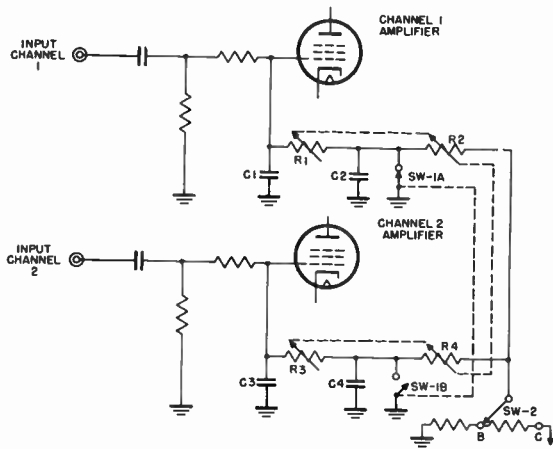 CHANNEL 1
AMPLIFIER
INPUT
CHANNEL
1
R1
R2
C1
C2
SW-1A
CHANNEL 2
AMPLIFIER
INPUT
CHANNEL
2
R3
R4
C3
C4
SW-1B
SW-2
B
C